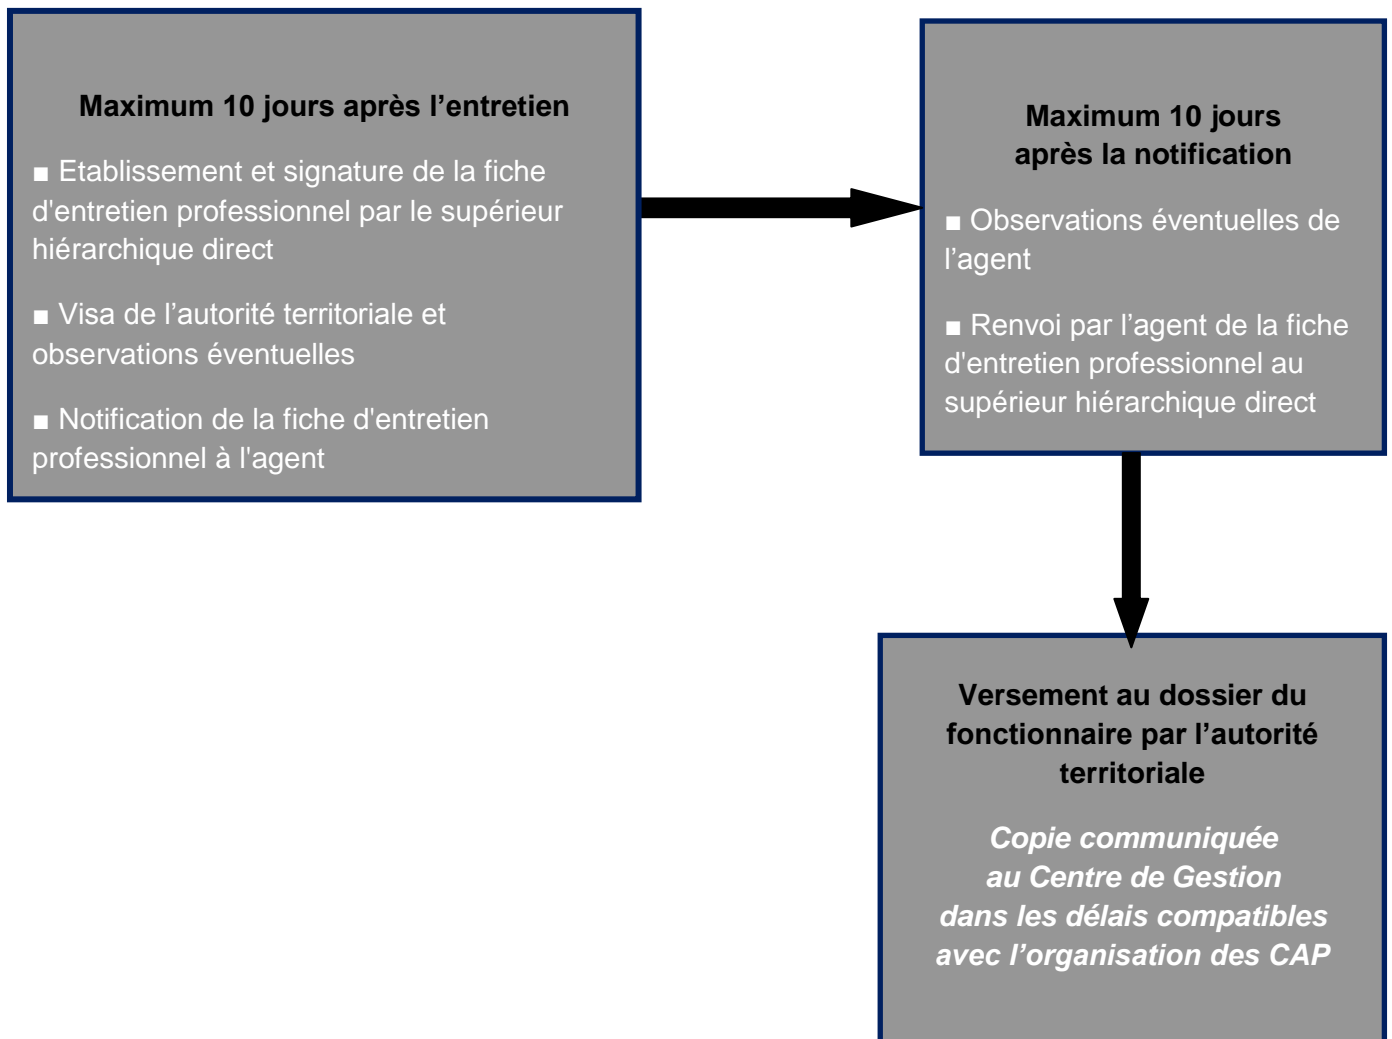 Maximum 10 jours après l’entretien
■ Etablissement et signature de la fiche
d'entretien professionnel par le supérieur
hiérarchique direct
■ Visa de l’autorité territoriale et
observations éventuelles
■ Notification de la fiche d'entretien
professionnel à l'agent
Maximum 10 jours
après la notification
■ Observations éventuelles de
l’agent
■ Renvoi par l’agent de la fiche
d'entretien professionnel au
supérieur hiérarchique direct
Versement au dossier du
fonctionnaire par l’autorité
territoriale
Copie communiquée
au Centre de Gestion
dans les délais compatibles
avec l’organisation des CAP